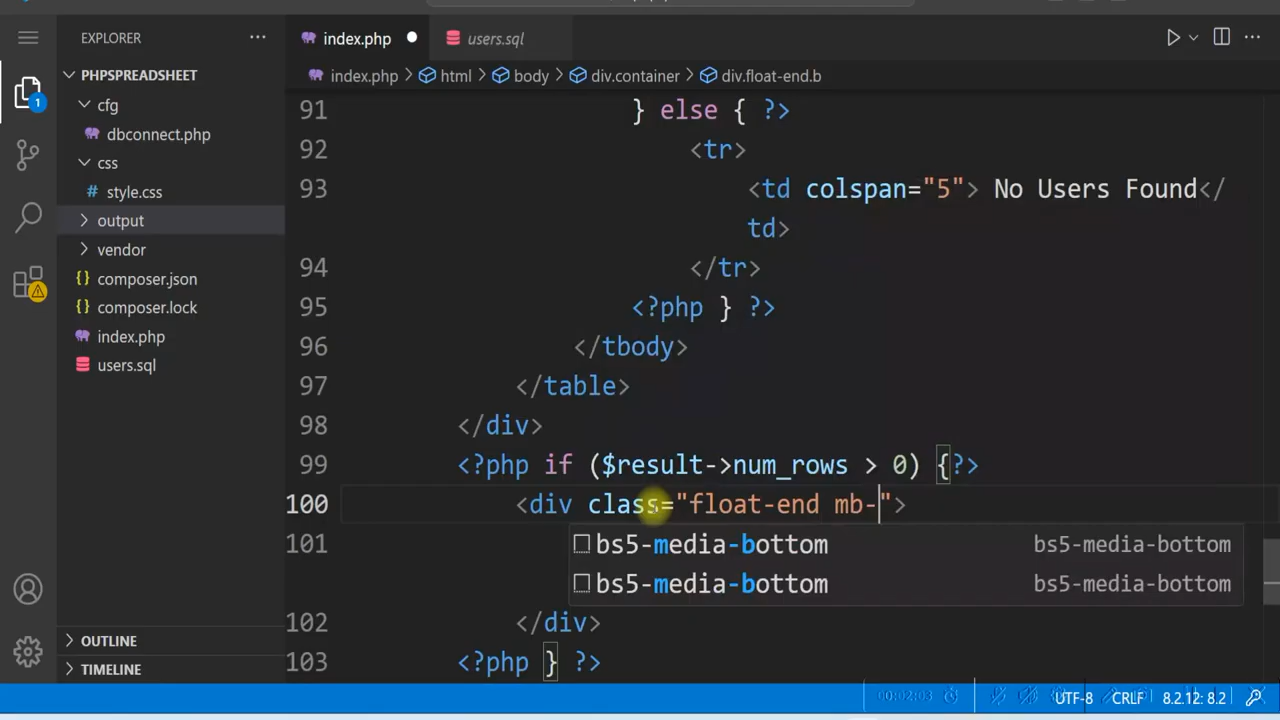 EXPLORER
index.php
users.sql
PHPSPREADSHEET
index.php > html > body > div.container > div.float-end.b
cfg
dbconnect.php
css
style.css
output
vendor
composer.json
composer.lock
index.php
users.sql
OUTLINE
TIMELINE
1
91 } else { ?>
92 <tr>
93 <td colspan="5"> No Users Found</
td>
94 </tr>
95 <?php } ?>
96 </tbody>
97 </table>
98 </div>
99 <?php if ($result->num_rows > 0) {?>
100 <div class="float-end mb-">
101
bs5-media-bottom bs5-media-bottom
bs5-media-bottom bs5-media-bottom
102 </div>
103 <?php } ?>
00:02:03
UTF-8 CRLF 8.2.12: 8.2